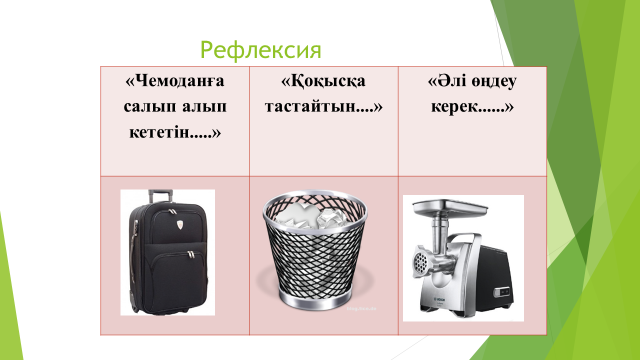 Рефлексия
«Чемоданға
салып алып
кететін.....»
«Қоқысқа
тастайтын....»
«Әлі өңдеу
керек......»